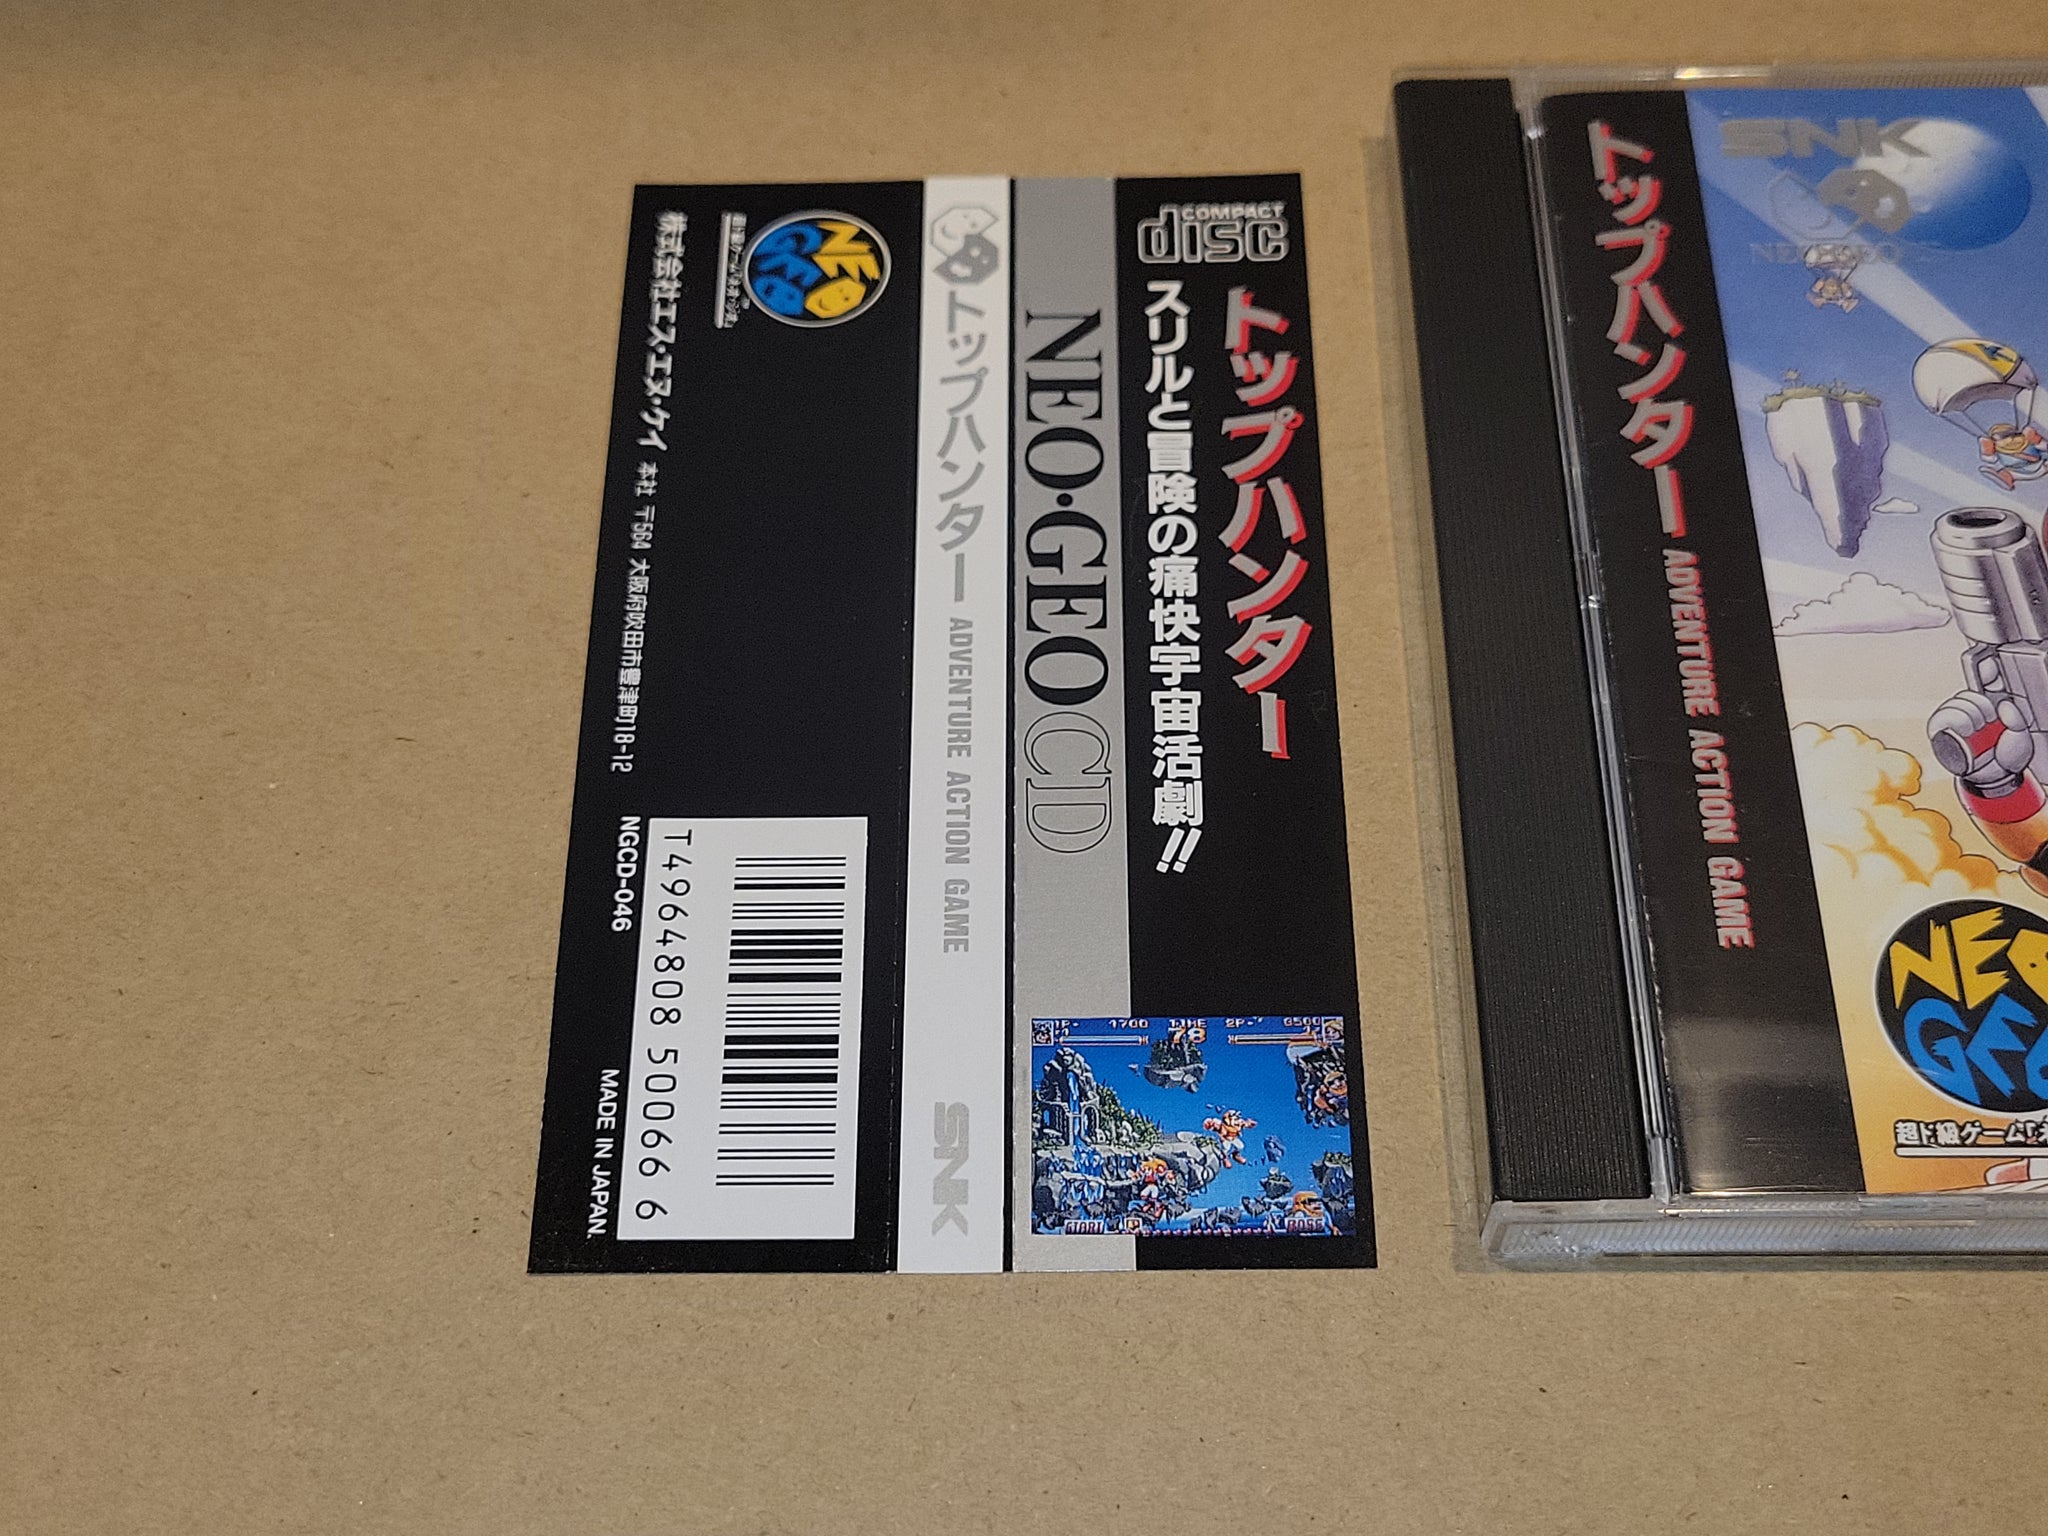 COMPACT
disc
トップハンター
スリルと冒険の痛快宇宙活劇!!
NEO•GEO CD
1P- 1700 TIME 2P- 6500
78
トップハンター ADVENTURE ACTION GAME
SNK
NEO
GEO
株式会社エス・エヌ・ケイ 本社 〒564 大阪府吹田市豊津町18-12
NGCD-046
MADE IN JAPAN.
T4964808 50066 6
トップハンター ADVENTURE ACTION GAME
SNK
NEO
GEO